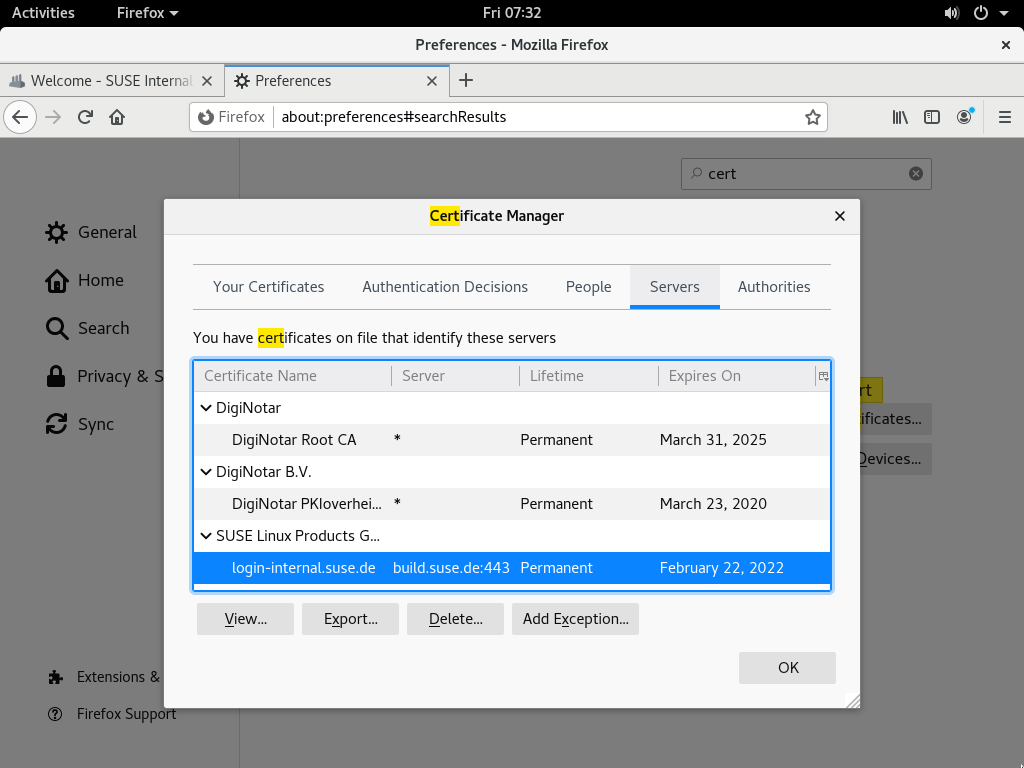 Activities
Firefox
Fri 07:32
Preferences - Mozilla Firefox
Welcome - SUSE Internal
Preferences
Firefox
about:preferences#searchResults
cert
General
Home
Search
Privacy & S
Sync
Extensions &
Firefox Support
rt
ificates...
Devices...
Certificate Manager
Your Certificates
Authentication Decisions
People
Servers
Authorities
You have certificates on file that identify these servers
Certificate Name Server Lifetime Expires On
DigiNotar
DigiNotar Root CA * Permanent March 31, 2025
DigiNotar B.V.
DigiNotar PKIoverhei... * Permanent March 23, 2020
SUSE Linux Products G...
login-internal.suse.de build.suse.de:443 Permanent February 22, 2022
View...
Export...
Delete...
Add Exception...
OK